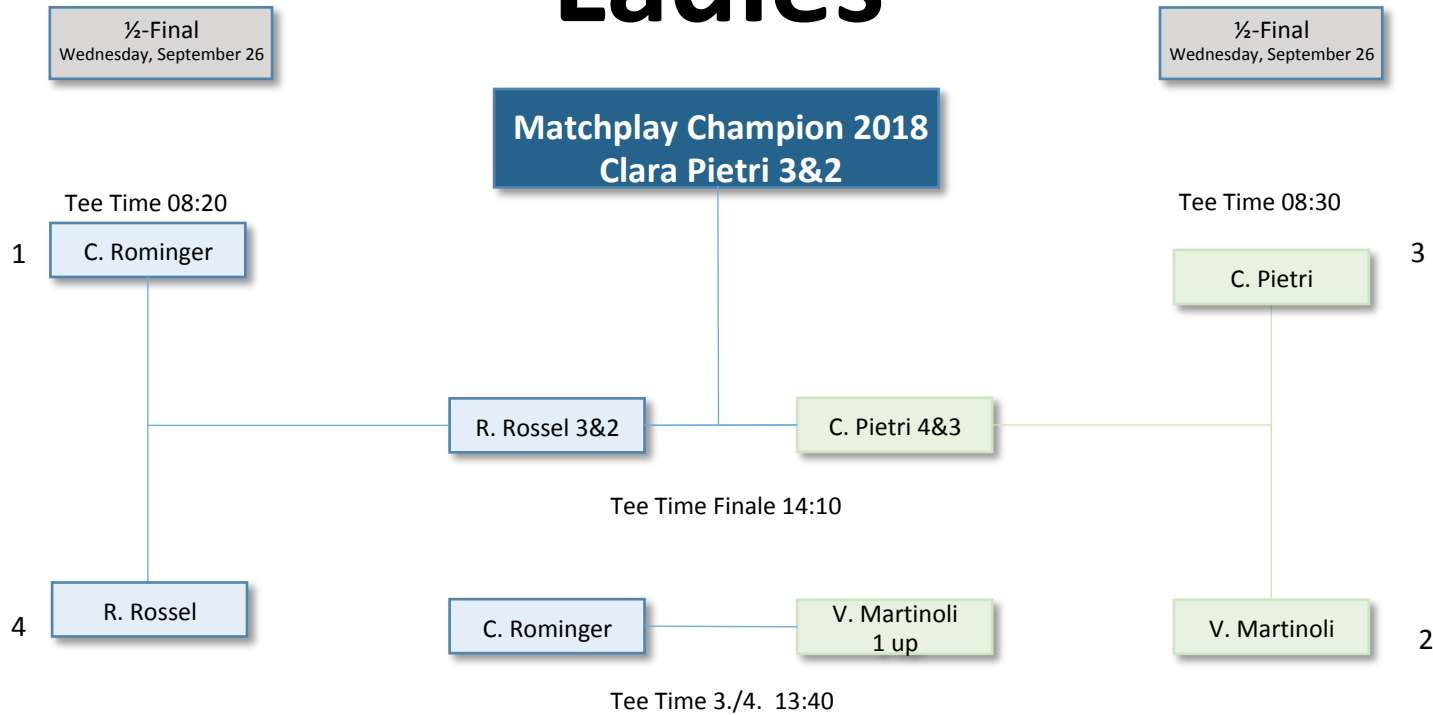 Ladies
½-Final
Wednesday, September 26
½-Final
Wednesday, September 26
Matchplay Champion 2018
Clara Pietri 3&2
Tee Time 08:20
Tee Time 08:30
1
C. Rominger
C. Pietri
3
R. Rossel 3&2
C. Pietri 4&3
Tee Time Finale 14:10
4
R. Rossel
C. Rominger
V. Martinoli
1 up
V. Martinoli
2
Tee Time 3./4. 13:40